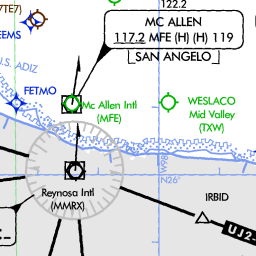 7TE7)
122.2
MC ALLEN
117.2 MFE (H) (H) 119
SAN ANGELO
EEMS
U.S. ADIZ
FETMO
Mc Allen Intl
(MFE)
WESLACO
Mid Valley
(TXW)
W98°
N26°
Reynosa Intl
(MMRX)
IRBID
UJ2-